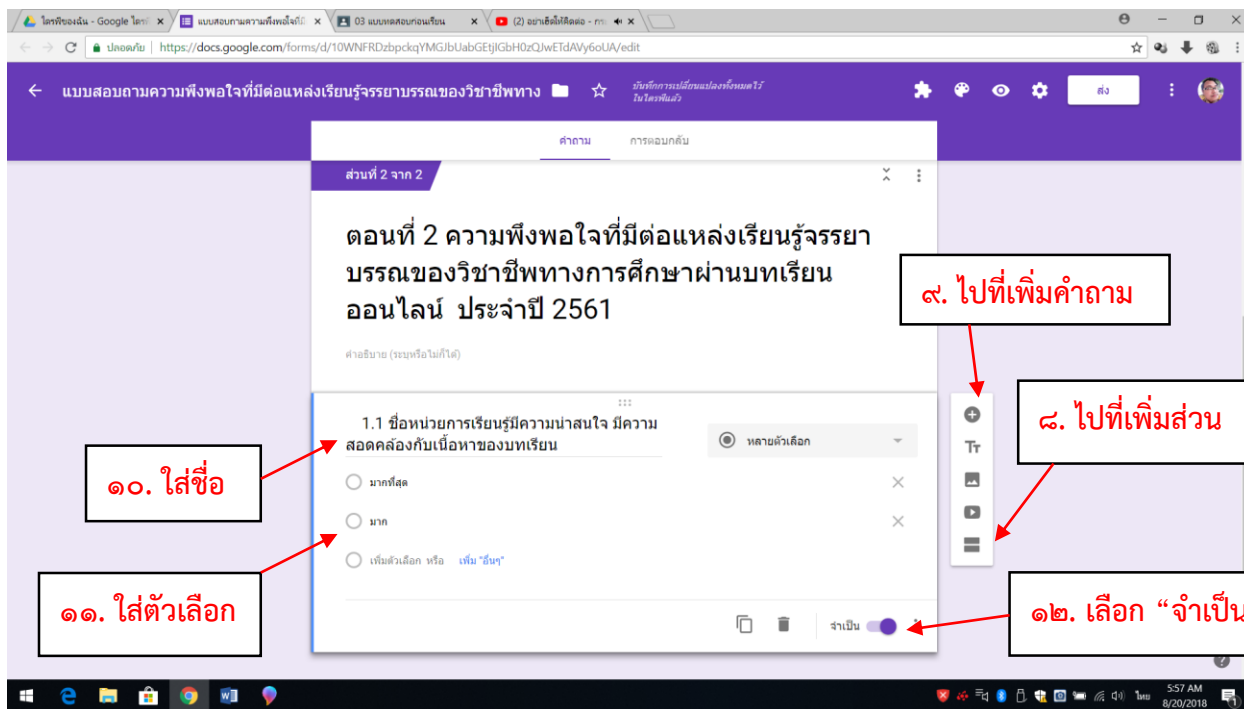 ไดรฟ์ของฉัน - Google ไดรฟ์
แบบสอบถามความพึงพอใจที่มี
03 แบบทดสอบก่อนเรียน
(2) อย่าเฮ็ดให้คิดต่อ -
ปลอดภัย | https://docs.google.com/forms/d/10WNFRDzbpckqYMGJbUabGEtjIGbH0zQJwETdAVy6oUA/edit
แบบสอบถามความพึงพอใจที่มีต่อแหล่งเรียนรู้จรรยาบรรณของวิชาชีพทาง
บันทึกการเปลี่ยนแปลงทั้งหมดไว้
ในไดรฟ์แล้ว
ส่ง
คำถาม
การตอบกลับ
ส่วนที่ 2 จาก 2
ตอนที่ 2 ความพึงพอใจที่มีต่อแหล่งเรียนรู้จรรยา
บรรณของวิชาชีพทางการศึกษาผ่านบทเรียน
ออนไลน์ ประจำปี 2561
คำอธิบาย (ระบุหรือไม่ก็ได้)
๙. ไปที่เพิ่มคำถาม
๘. ไปที่เพิ่มส่วน
1.1 ชื่อหน่วยการเรียนรู้มีความน่าสนใจ มีความ
สอดคล้องกับเนื้อหาของบทเรียน
หลายตัวเลือก
Tт
๑๐. ใส่ชื่อ
มากที่สุด
มาก
เพิ่มตัวเลือก หรือ เพิ่ม "อื่นๆ"
๑๑. ใส่ตัวเลือก
๑๒. เลือก “จำเป็น
จำเป็น
ไทย
5:57 AM
8/20/2018